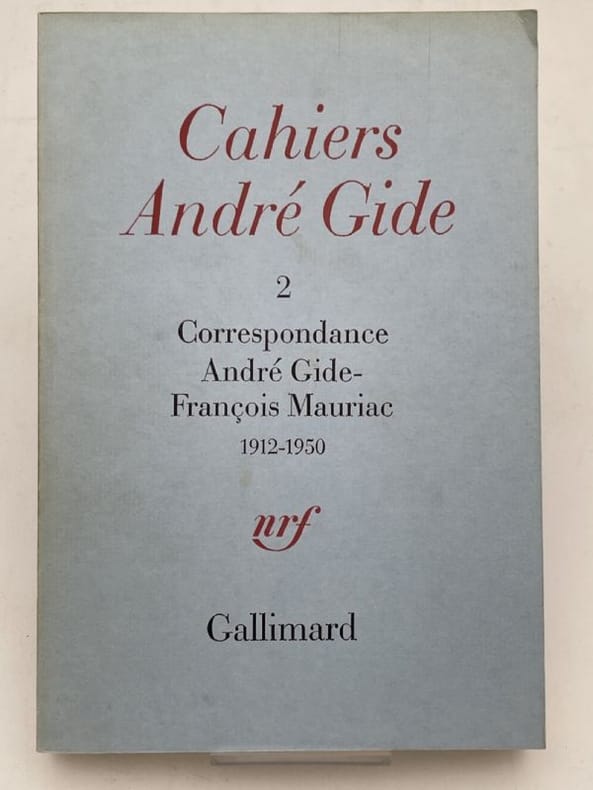 Cahiers
André Gide
2
Correspondance
André Gide-
François Mauriac
1912-1950
nrf
Gallimard